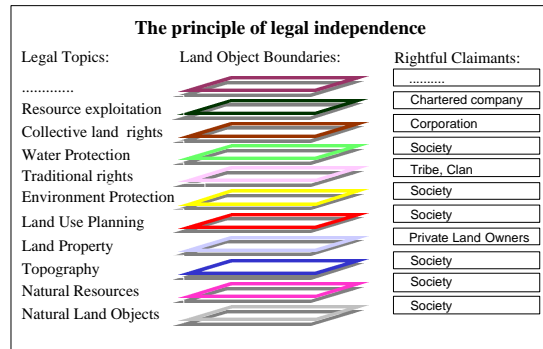 The principle of legal independence
Legal Topics: Land Object Boundaries: Rightful Claimants:
............. ..........
Resource exploitation Chartered company
Collective land rights Corporation
Water Protection Society
Traditional rights Tribe, Clan
Environment Protection Society
Land Use Planning Society
Land Property Private Land Owners
Topography Society
Natural Resources Society
Natural Land Objects Society